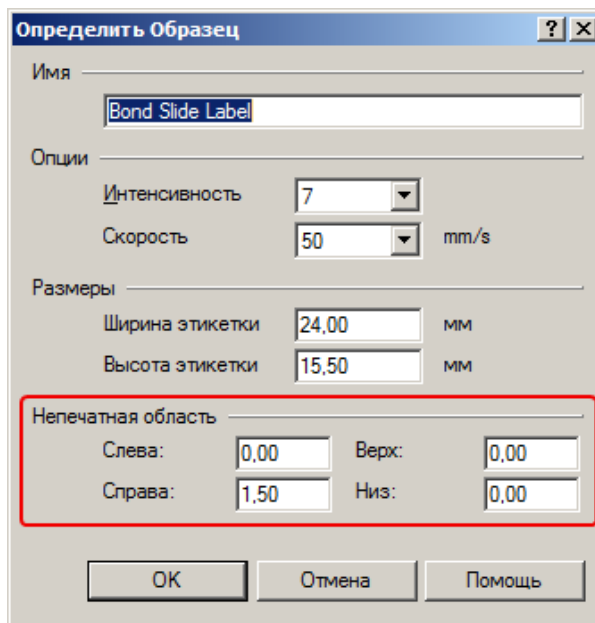 Определить Образец
Имя
Bond Slide Label
Опции
Интенсивность 7
Скорость 50 mm/s
Размеры
Ширина этикетки 24,00 мм
Высота этикетки 15,50 мм
Непечатная область
Слева: 0,00 Верх: 0,00
Справа: 1,50 Низ: 0,00
OK Отмена Помощь